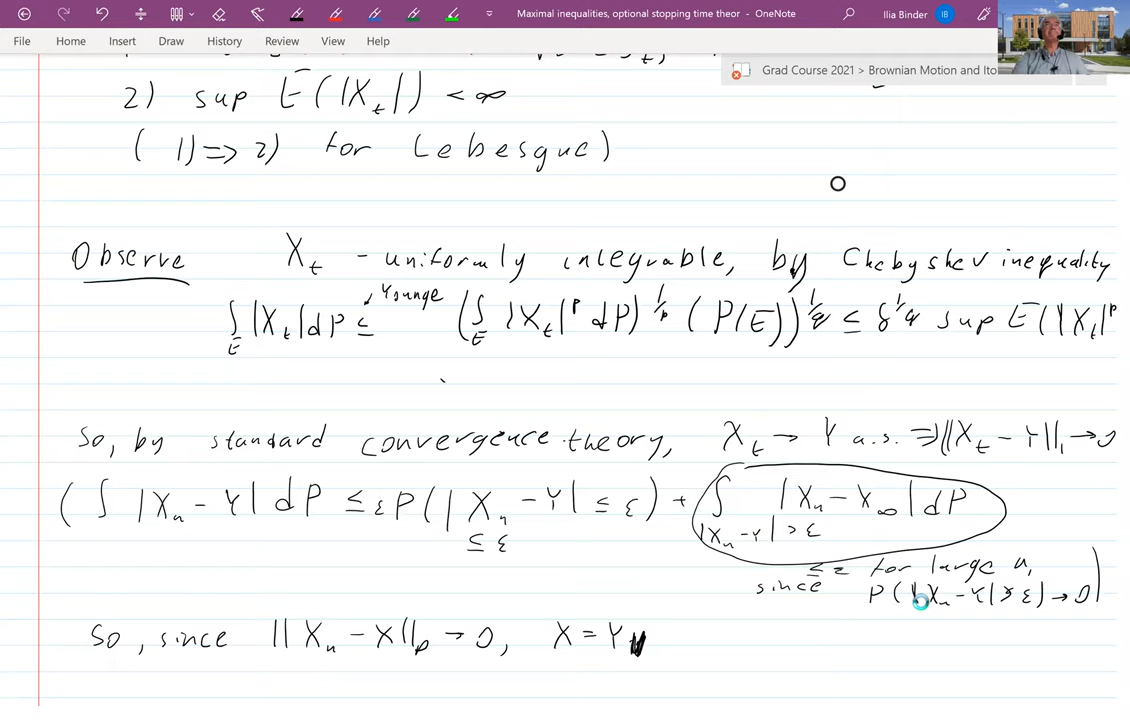 Maximal inequalities, optional stopping time theor - OneNote
Ilia Binder IB
File Home Insert Draw History Review View Help
Grad Course 2021 > Brownian Motion and Ito
2) sup E(|X_t|) < ∞
( 1) => 2) for Lebesgue)
Observe X_t - uniformly integrable, by Chebyshev inequality
Younge
∫_E |X_t| dP ≤ (∫_E |X_t|^p dP)^{1/p} (P(E))^{1/q} ≤ δ^{1/q} sup E(|X_t|^p
So, by standard convergence theory, X_t → Y a.s. => ||X_t - Y||_1 → 0
(∫ |X_n - Y| dP ≤ εP(|X_n - Y| ≤ ε) + ∫_{|X_n - Y| > ε} |X_n - X_∞| dP
≤ ε
≤ ε for large n,
since P(|X_n - Y| > ε) → 0)
So, since ||X_n - X||_p → 0, X = Y